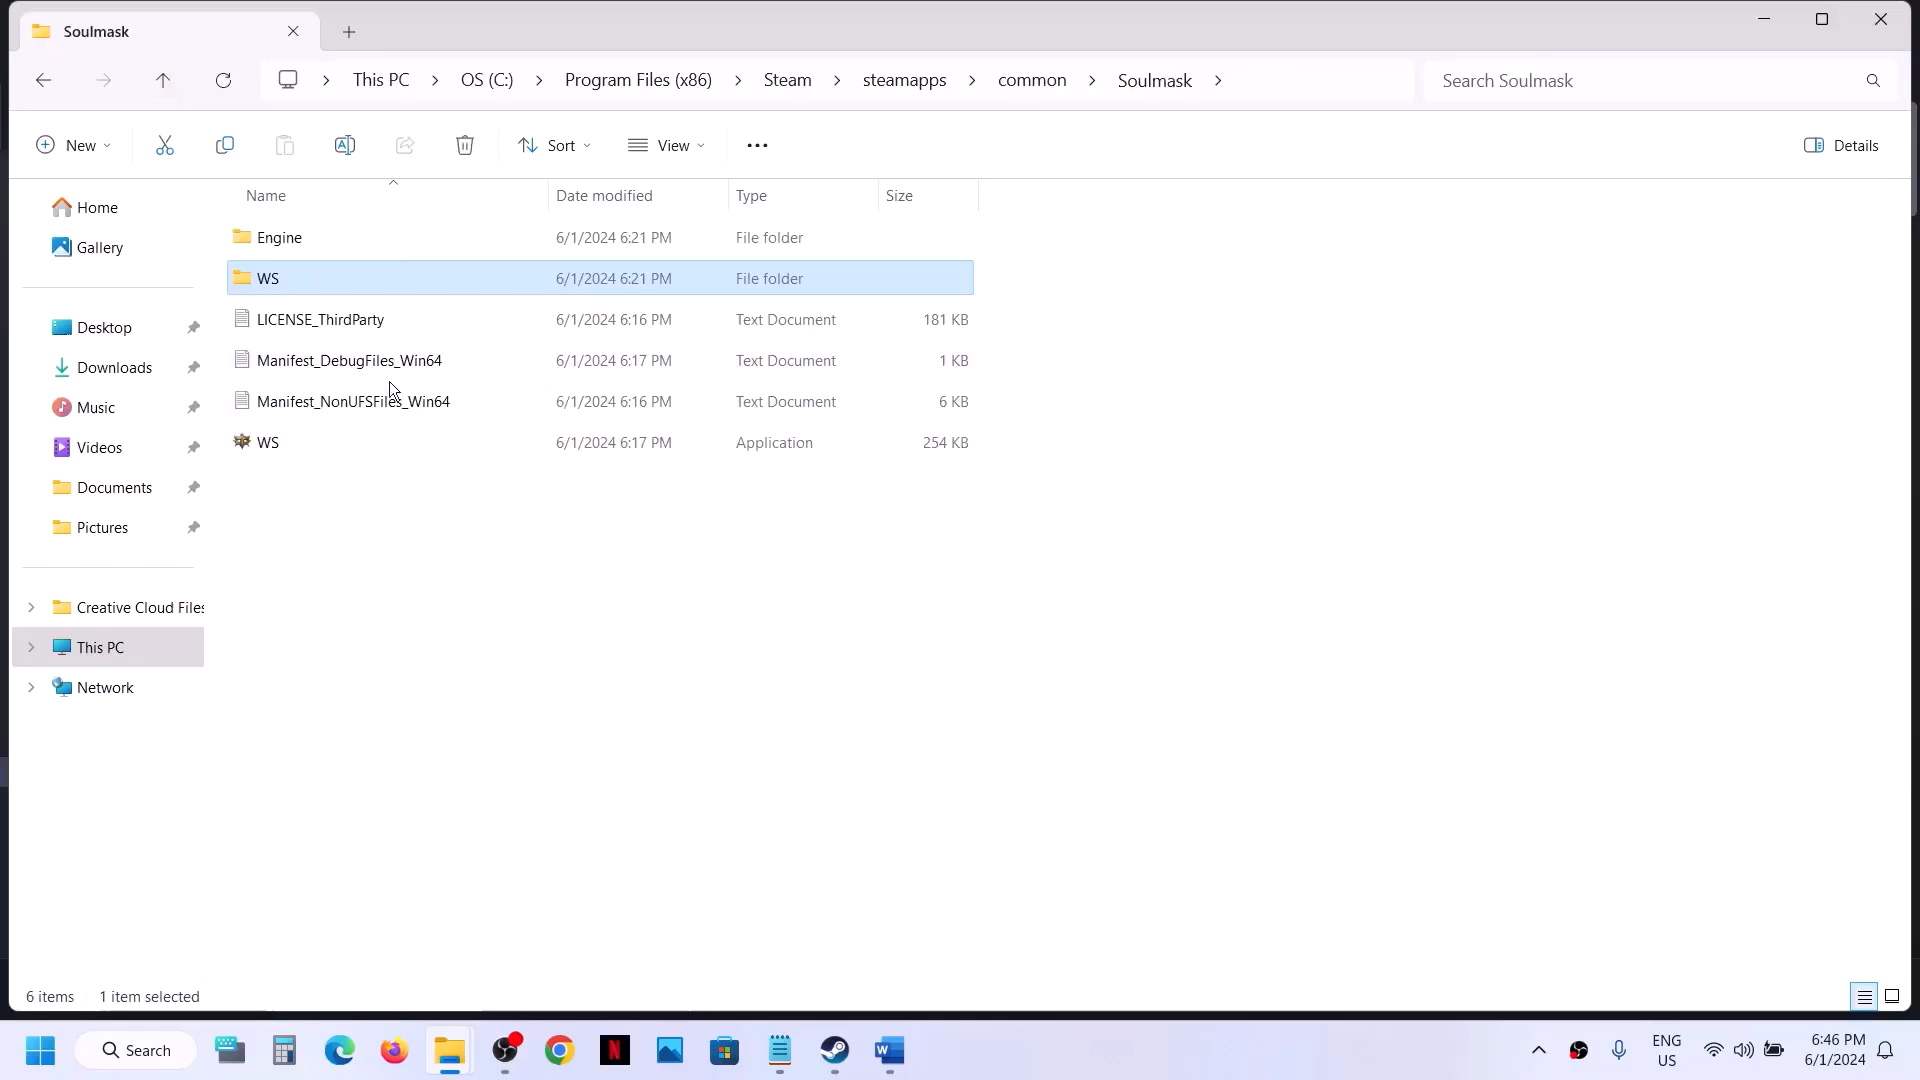 Soulmask
This PC > OS (C:) > Program Files (x86) > Steam > steamapps > common > Soulmask >
Search Soulmask
New
Sort
View
Details
Name Date modified Type Size
Home
Gallery
Desktop
Downloads
Music
Videos
Documents
Pictures
Creative Cloud Files
This PC
Network
Engine 6/1/2024 6:21 PM File folder
WS 6/1/2024 6:21 PM File folder
LICENSE_ThirdParty 6/1/2024 6:16 PM Text Document 181 KB
Manifest_DebugFiles_Win64 6/1/2024 6:17 PM Text Document 1 KB
Manifest_NonUFSFiles_Win64 6/1/2024 6:16 PM Text Document 6 KB
WS 6/1/2024 6:17 PM Application 254 KB
6 items 1 item selected
Search
ENG
US
6:46 PM
6/1/2024